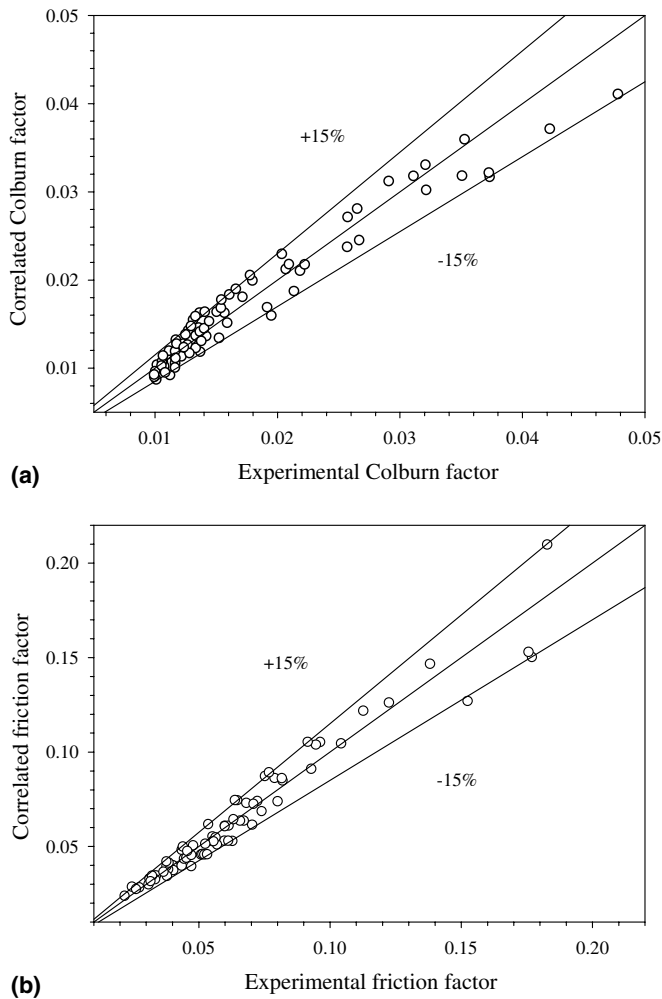 0.05
0.04
0.03
0.02
0.01
Correlated Colburn factor
+15%
-15%
0.01 0.02 0.03 0.04 0.05
Experimental Colburn factor
(a)
0.20
0.15
0.10
0.05
Correlated friction factor
+15%
-15%
0.05 0.10 0.15 0.20
Experimental friction factor
(b)